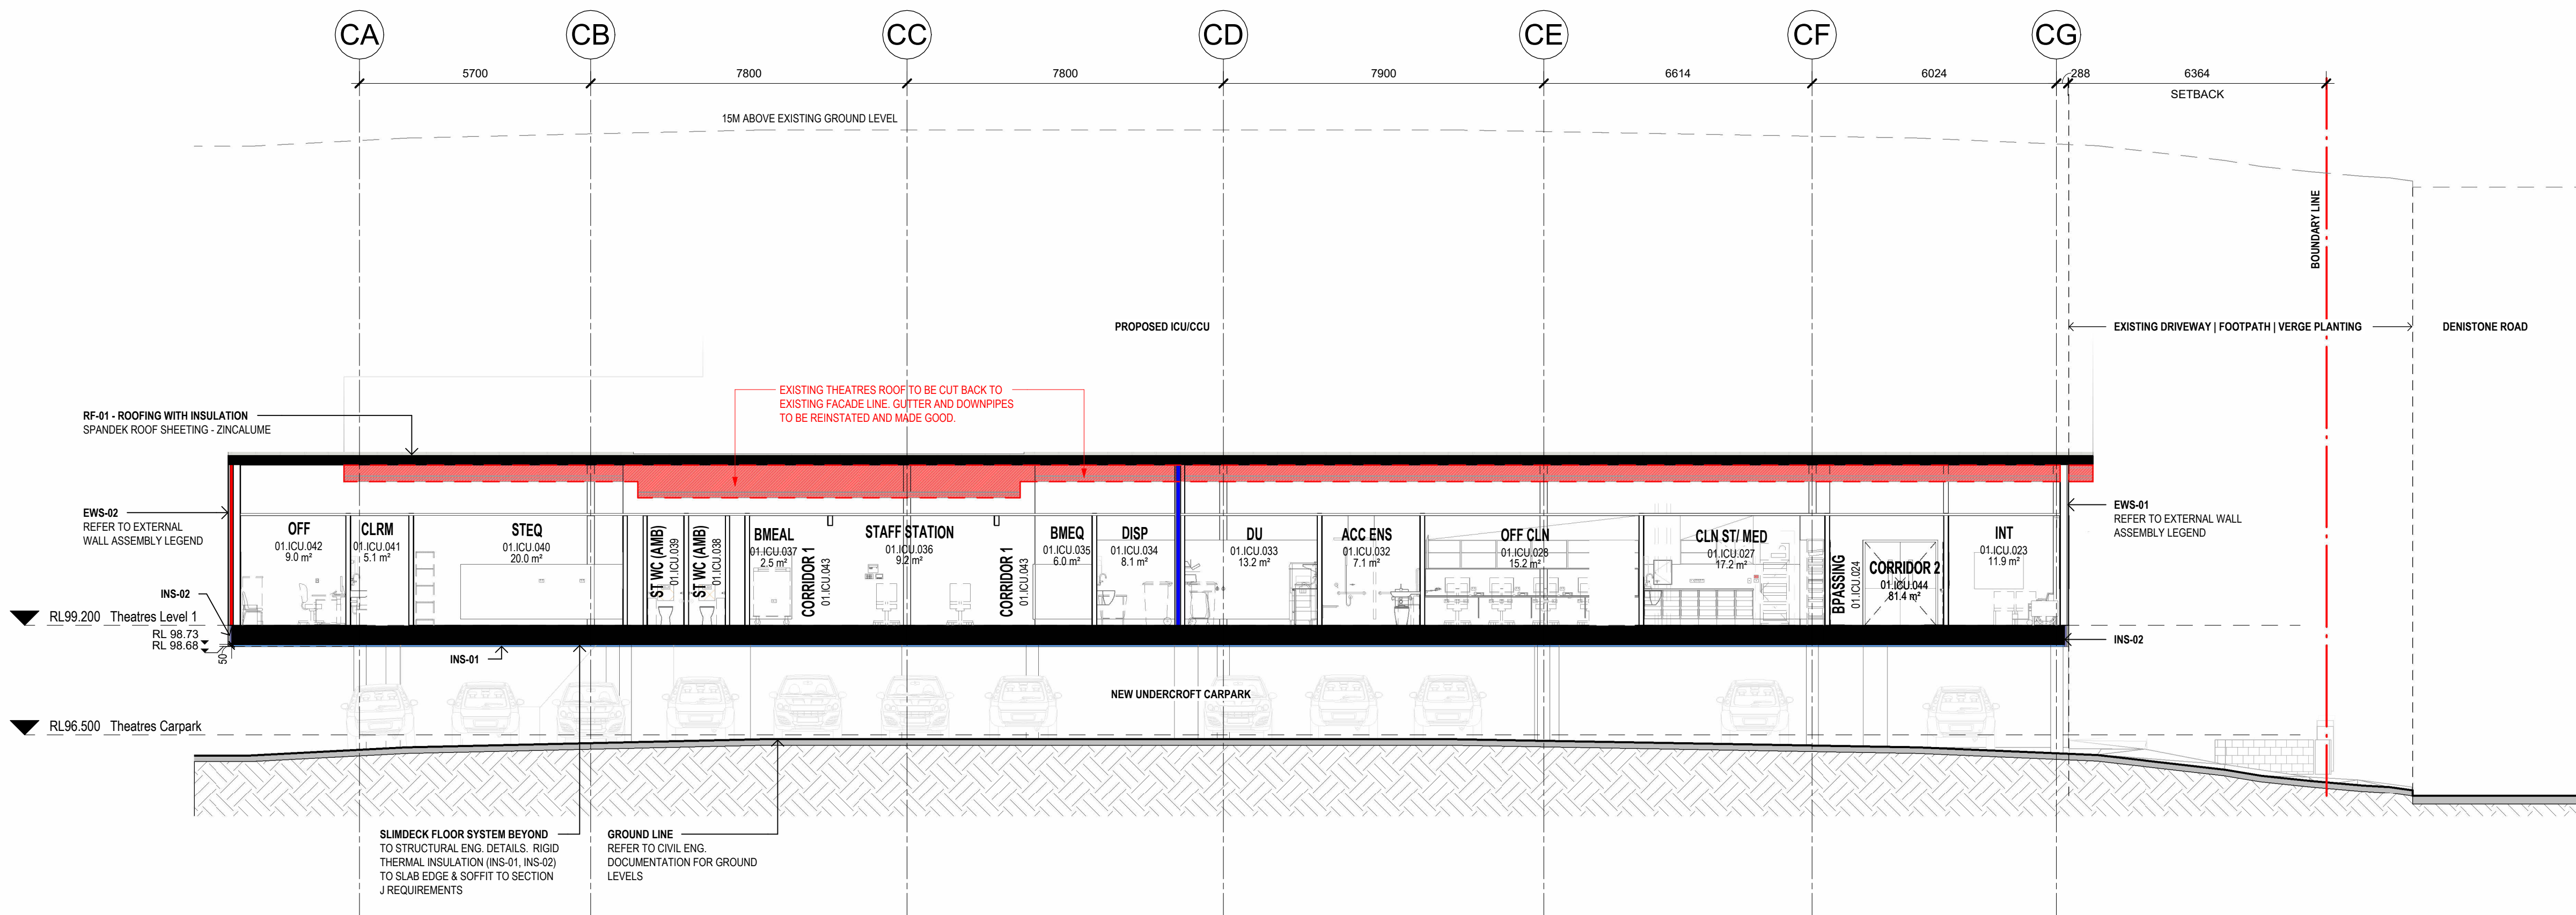 CA
CB
CC
CD
CE
CF
CG
5700
7800
7800
7900
6614
6024
288
6364
SETBACK
15M ABOVE EXISTING GROUND LEVEL
BOUNDARY LINE
PROPOSED ICU/CCU
EXISTING DRIVEWAY | FOOTPATH | VERGE PLANTING
DENISTONE ROAD
EXISTING THEATRES ROOF TO BE CUT BACK TO
EXISTING FACADE LINE. GUTTER AND DOWNPIPES
TO BE REINSTATED AND MADE GOOD.
RF-01 - ROOFING WITH INSULATION
SPANDEK ROOF SHEETING - ZINCALUME
EWS-02
REFER TO EXTERNAL
WALL ASSEMBLY LEGEND
EWS-01
REFER TO EXTERNAL WALL
ASSEMBLY LEGEND
OFF
01.ICU.042
9.0 m²
CLRM
01.ICU.041
5.1 m²
STEQ
01.ICU.040
20.0 m²
ST WC (AMB)
01.ICU.039
ST WC (AMB)
01.ICU.038
BMEAL
01.ICU.037
2.5 m²
CORRIDOR 1
01.ICU.043
STAFF STATION
01.ICU.036
9.2 m²
CORRIDOR 1
01.ICU.043
BMEQ
01.ICU.035
6.0 m²
DISP
01.ICU.034
8.1 m²
DU
01.ICU.033
13.2 m²
ACC ENS
01.ICU.032
7.1 m²
OFF CLN
01.ICU.028
15.2 m²
CLN ST/ MED
01.ICU.027
17.2 m²
BPASSING
01.ICU.024
CORRIDOR 2
01.ICU.044
81.4 m²
INT
01.ICU.023
11.9 m²
INS-02
RL99.200 Theatres Level 1
RL 98.73
RL 98.68
50
INS-01
INS-02
NEW UNDERCROFT CARPARK
RL96.500 Theatres Carpark
SLIMDECK FLOOR SYSTEM BEYOND
TO STRUCTURAL ENG. DETAILS. RIGID
THERMAL INSULATION (INS-01, INS-02)
TO SLAB EDGE & SOFFIT TO SECTION
J REQUIREMENTS
GROUND LINE
REFER TO CIVIL ENG.
DOCUMENTATION FOR GROUND
LEVELS